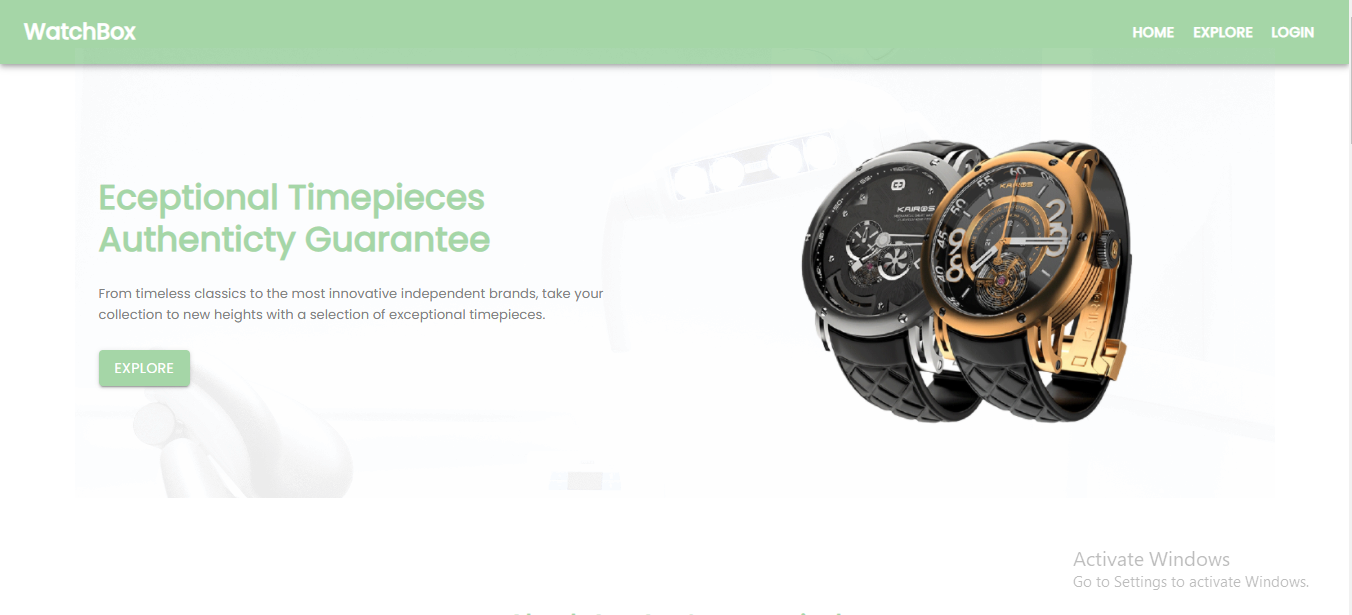 WatchBox
HOME EXPLORE LOGIN
Eceptional Timepieces
Authenticty Guarantee
From timeless classics to the most innovative independent brands, take your
collection to new heights with a selection of exceptional timepieces.
EXPLORE
KAIROS
KAIROS
Activate Windows
Go to Settings to activate Windows.